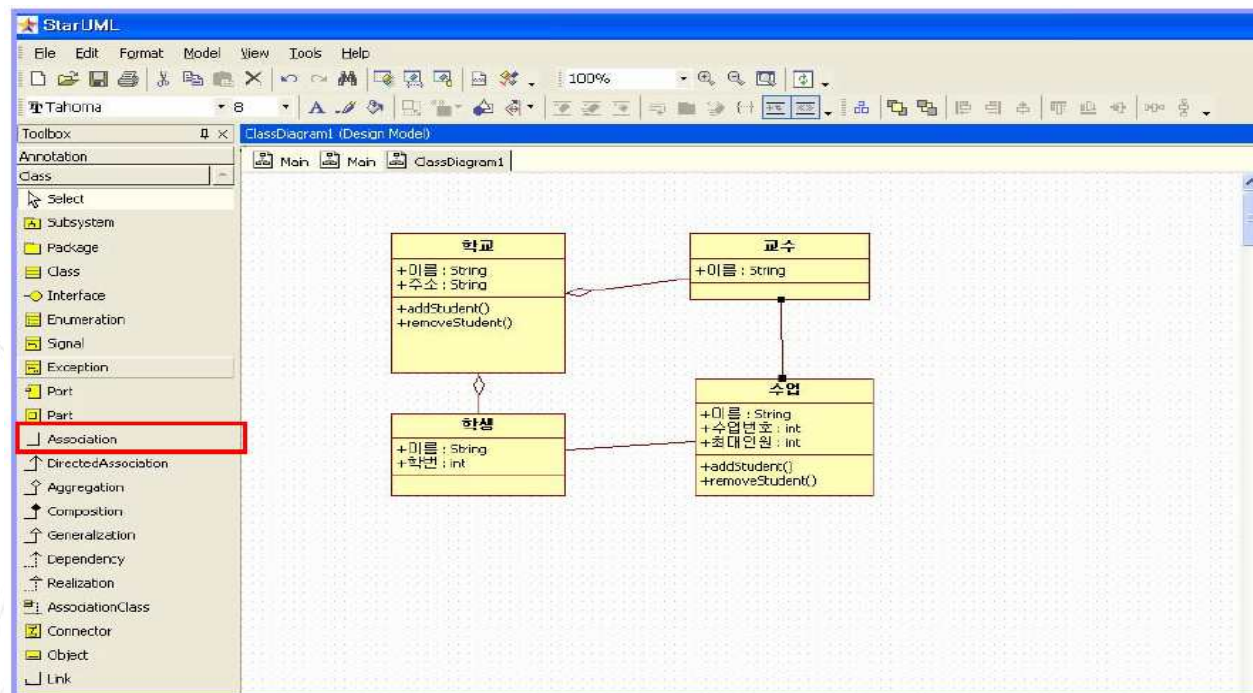 StarUML
File Edit Format Model View Tools Help
100%
Tahoma 8
Toolbox
ClassDiagram1 (Design Model)
Annotation
Main Main ClassDiagram1
Class
Select
Subsystem
Package
Class
Interface
Enumeration
Signal
Exception
Port
Part
Association
DirectedAssociation
Aggregation
Composition
Generalization
Dependency
Realization
AssociationClass
Connector
Object
Link
학교
+이름 : String
+주소 : String
+addStudent()
+removeStudent()
교수
+이름 : String
학생
+이름 : String
+학번 : int
수업
+이름 : String
+수업번호 : int
+최대인원 : int
+addStudent()
+removeStudent()